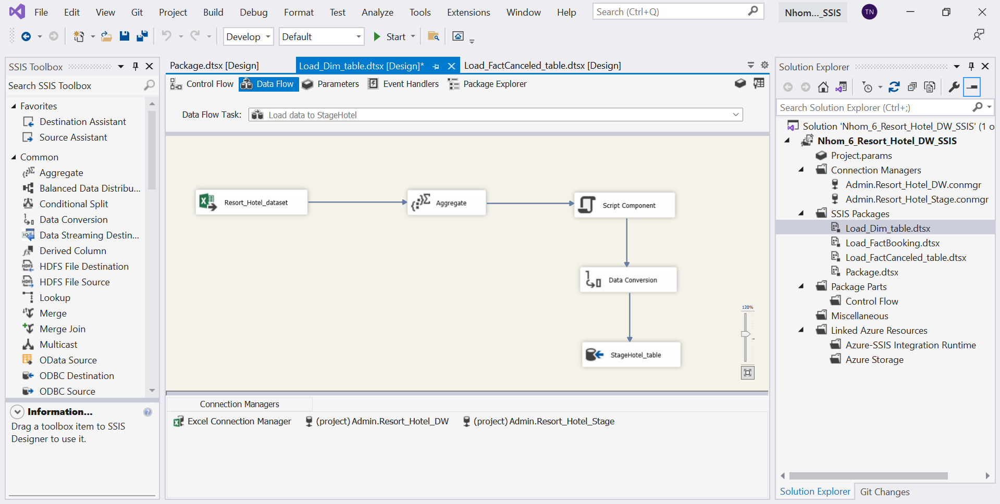 File Edit View Git Project Build Debug Format Test Analyze Tools Extensions Window Help Search (Ctrl+Q) Nhom..._SSIS TN
Develop Default Start
SSIS Toolbox
Search SSIS Toolbox
Favorites
Destination Assistant
Source Assistant
Common
Aggregate
Balanced Data Distribu...
Conditional Split
Data Conversion
Data Streaming Destin...
Derived Column
HDFS File Destination
HDFS File Source
Lookup
Merge
Merge Join
Multicast
OData Source
ODBC Destination
ODBC Source
Information...
Drag a toolbox item to SSIS
Designer to use it.
Package.dtsx [Design] Load_Dim_table.dtsx [Design]* Load_FactCanceled_table.dtsx [Design]
Control Flow Data Flow Parameters Event Handlers Package Explorer
Data Flow Task: Load data to StageHotel
Resort_Hotel_dataset
Aggregate
Script Component
Data Conversion
StageHotel_table
120%
Connection Managers
Excel Connection Manager (project) Admin.Resort_Hotel_DW (project) Admin.Resort_Hotel_Stage
Solution Explorer
Search Solution Explorer (Ctrl+;)
Solution 'Nhom_6_Resort_Hotel_DW_SSIS' (1 o
Nhom_6_Resort_Hotel_DW_SSIS
Project.params
Connection Managers
Admin.Resort_Hotel_DW.conmgr
Admin.Resort_Hotel_Stage.conmgr
SSIS Packages
Load_Dim_table.dtsx
Load_FactBooking.dtsx
Load_FactCanceled_table.dtsx
Package.dtsx
Package Parts
Control Flow
Miscellaneous
Linked Azure Resources
Azure-SSIS Integration Runtime
Azure Storage
Solution Explorer Git Changes